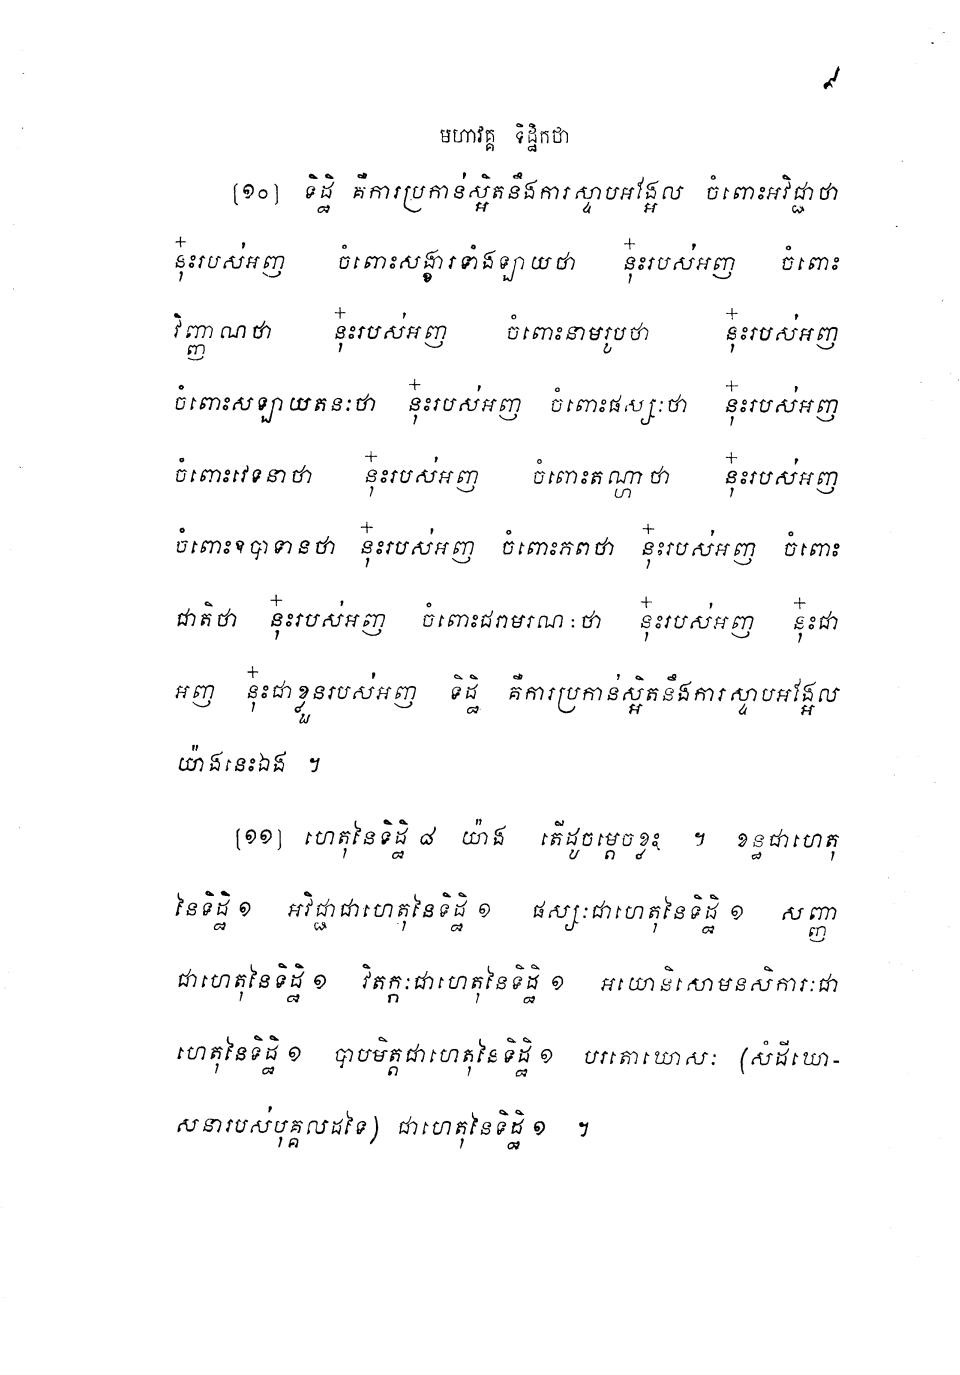 ៩
មហាវគ្គ ទិដ្ឋិកថា
(១០) ទិដ្ឋិ គឺការប្រកាន់ស្អិតនឹងការស្ទាបអង្អែល ចំពោះអវិជ្ជាថា
នុ៎ះរបស់អញ ចំពោះសង្ខារទាំងឡាយថា នុ៎ះរបស់អញ ចំពោះ
វិញ្ញាណថា នុ៎ះរបស់អញ ចំពោះនាមរូបថា នុ៎ះរបស់អញ
ចំពោះសឡាយតនៈថា នុ៎ះរបស់អញ ចំពោះផស្សៈថា នុ៎ះរបស់អញ
ចំពោះវេទនាថា នុ៎ះរបស់អញ ចំពោះតណ្ហាថា នុ៎ះរបស់អញ
ចំពោះឧបាទានថា នុ៎ះរបស់អញ ចំពោះភពថា នុ៎ះរបស់អញ ចំពោះ
ជាតិថា នុ៎ះរបស់អញ ចំពោះជរាមរណៈថា នុ៎ះរបស់អញ នុ៎ះជា
អញ នុ៎ះជាខ្លួនរបស់អញ ទិដ្ឋិ គឺការប្រកាន់ស្អិតនឹងការស្ទាបអង្អែល
យ៉ាងនេះឯង ។
(១១) ហេតុនៃទិដ្ឋិ ៨ យ៉ាង តើដូចម្តេចខ្លះ ។ ខន្ធជាហេតុ
នៃទិដ្ឋិ ១ អវិជ្ជាជាហេតុនៃទិដ្ឋិ ១ ផស្សៈជាហេតុនៃទិដ្ឋិ ១ សញ្ញា
ជាហេតុនៃទិដ្ឋិ ១ វិតក្កៈជាហេតុនៃទិដ្ឋិ ១ អយោនិសោមនសិការៈជា
ហេតុនៃទិដ្ឋិ ១ បាបមិត្តជាហេតុនៃទិដ្ឋិ ១ បរតោឃោសៈ (សំដីឃោ-
សនារបស់បុគ្គលដទៃ) ជាហេតុនៃទិដ្ឋិ ១ ។